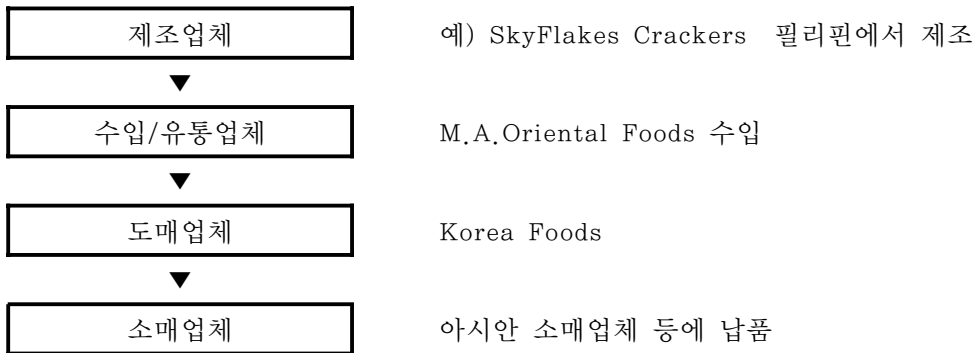 제조업체 예) SkyFlakes Crackers 필리핀에서 제조
▼
수입/유통업체 M.A.Oriental Foods 수입
▼
도매업체 Korea Foods
▼
소매업체 아시안 소매업체 등에 납품